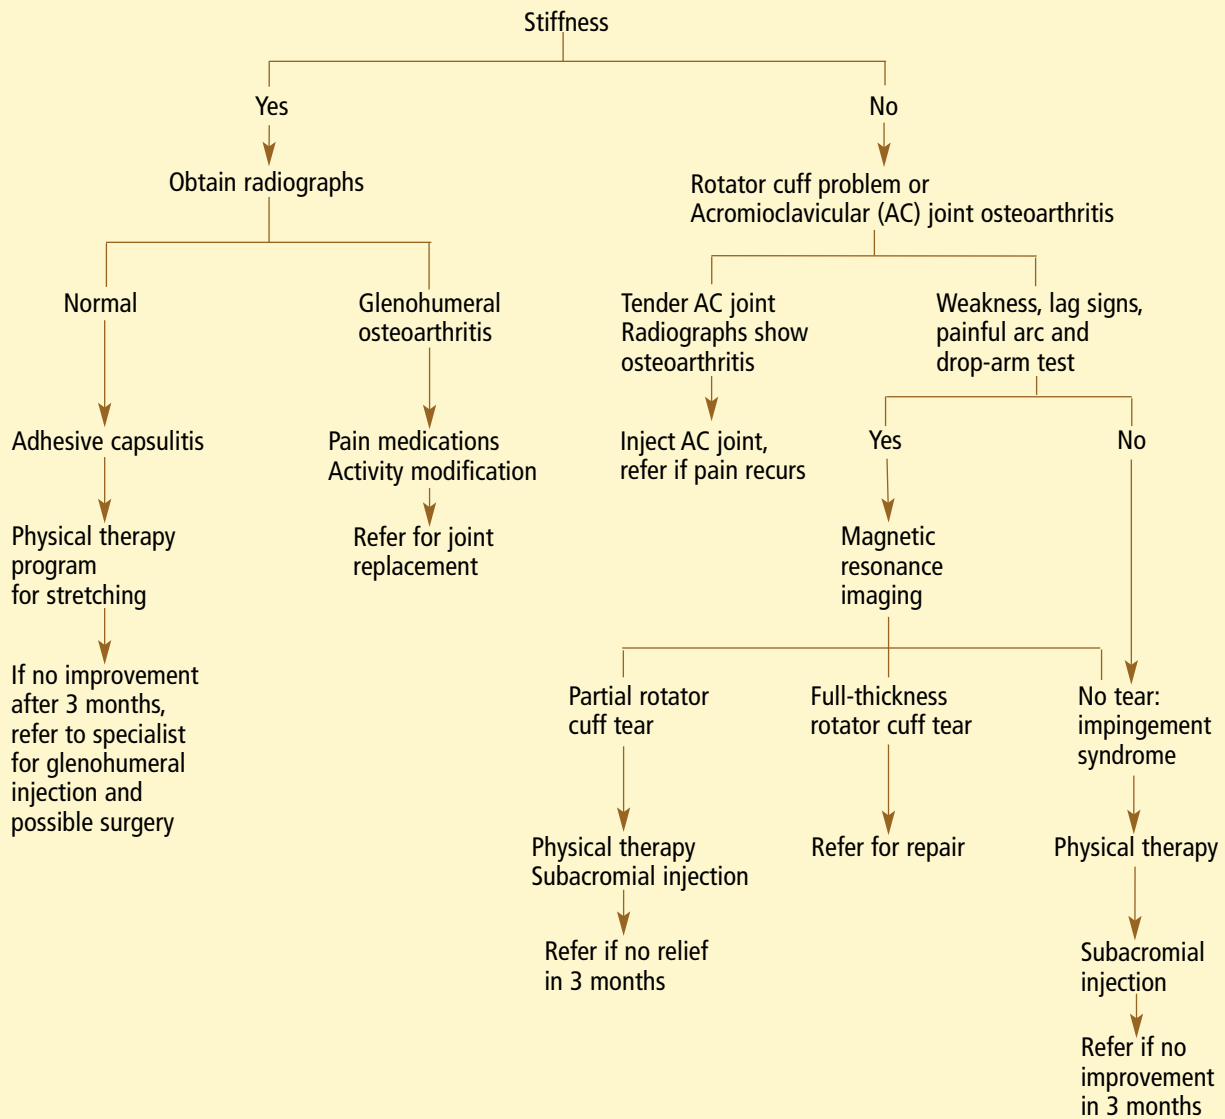 Stiffness
Yes
No
Obtain radiographs
Rotator cuff problem or
Acromioclavicular (AC) joint osteoarthritis
Normal
Glenohumeral
osteoarthritis
Tender AC joint
Radiographs show
osteoarthritis
Weakness, lag signs,
painful arc and
drop-arm test
Adhesive capsulitis
Pain medications
Activity modification
Inject AC joint,
refer if pain recurs
Yes
No
Physical therapy
program
for stretching
Refer for joint
replacement
Magnetic
resonance
imaging
If no improvement
after 3 months,
refer to specialist
for glenohumeral
injection and
possible surgery
Partial rotator
cuff tear
Full-thickness
rotator cuff tear
No tear:
impingement
syndrome
Physical therapy
Subacromial injection
Refer for repair
Physical therapy
Refer if no relief
in 3 months
Subacromial
injection
Refer if no
improvement
in 3 months